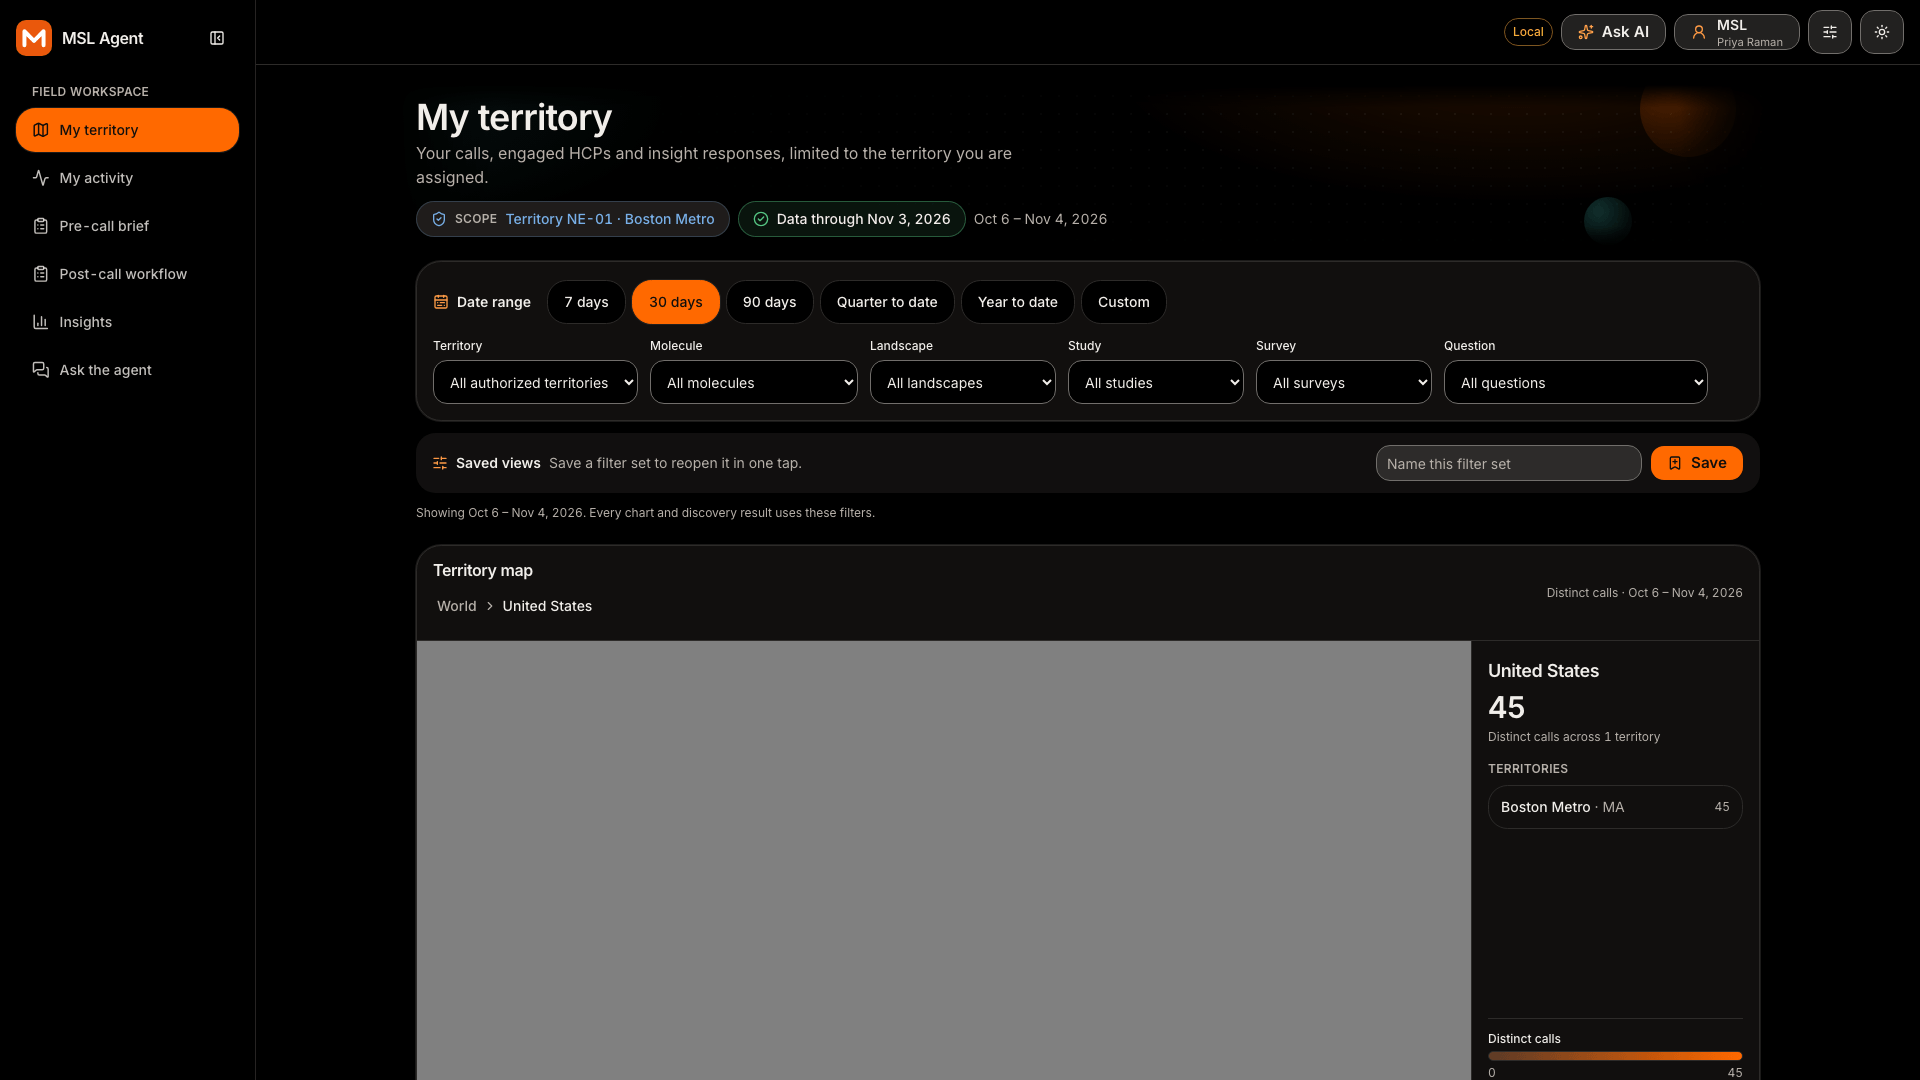 MSL Agent
FIELD WORKSPACE
My territory
My activity
Pre-call brief
Post-call workflow
Insights
Ask the agent
Local
Ask AI
MSL
Priya Raman
My territory
Your calls, engaged HCPs and insight responses, limited to the territory you are
assigned.
SCOPE Territory NE-01 · Boston Metro
Data through Nov 3, 2026
Oct 6 – Nov 4, 2026
Date range
7 days
30 days
90 days
Quarter to date
Year to date
Custom
Territory
Molecule
Landscape
Study
Survey
Question
All authorized territories
All molecules
All landscapes
All studies
All surveys
All questions
Saved views Save a filter set to reopen it in one tap.
Name this filter set
Save
Showing Oct 6 – Nov 4, 2026. Every chart and discovery result uses these filters.
Territory map
World > United States
Distinct calls · Oct 6 – Nov 4, 2026
United States
45
Distinct calls across 1 territory
TERRITORIES
Boston Metro · MA 45
Distinct calls
0 45